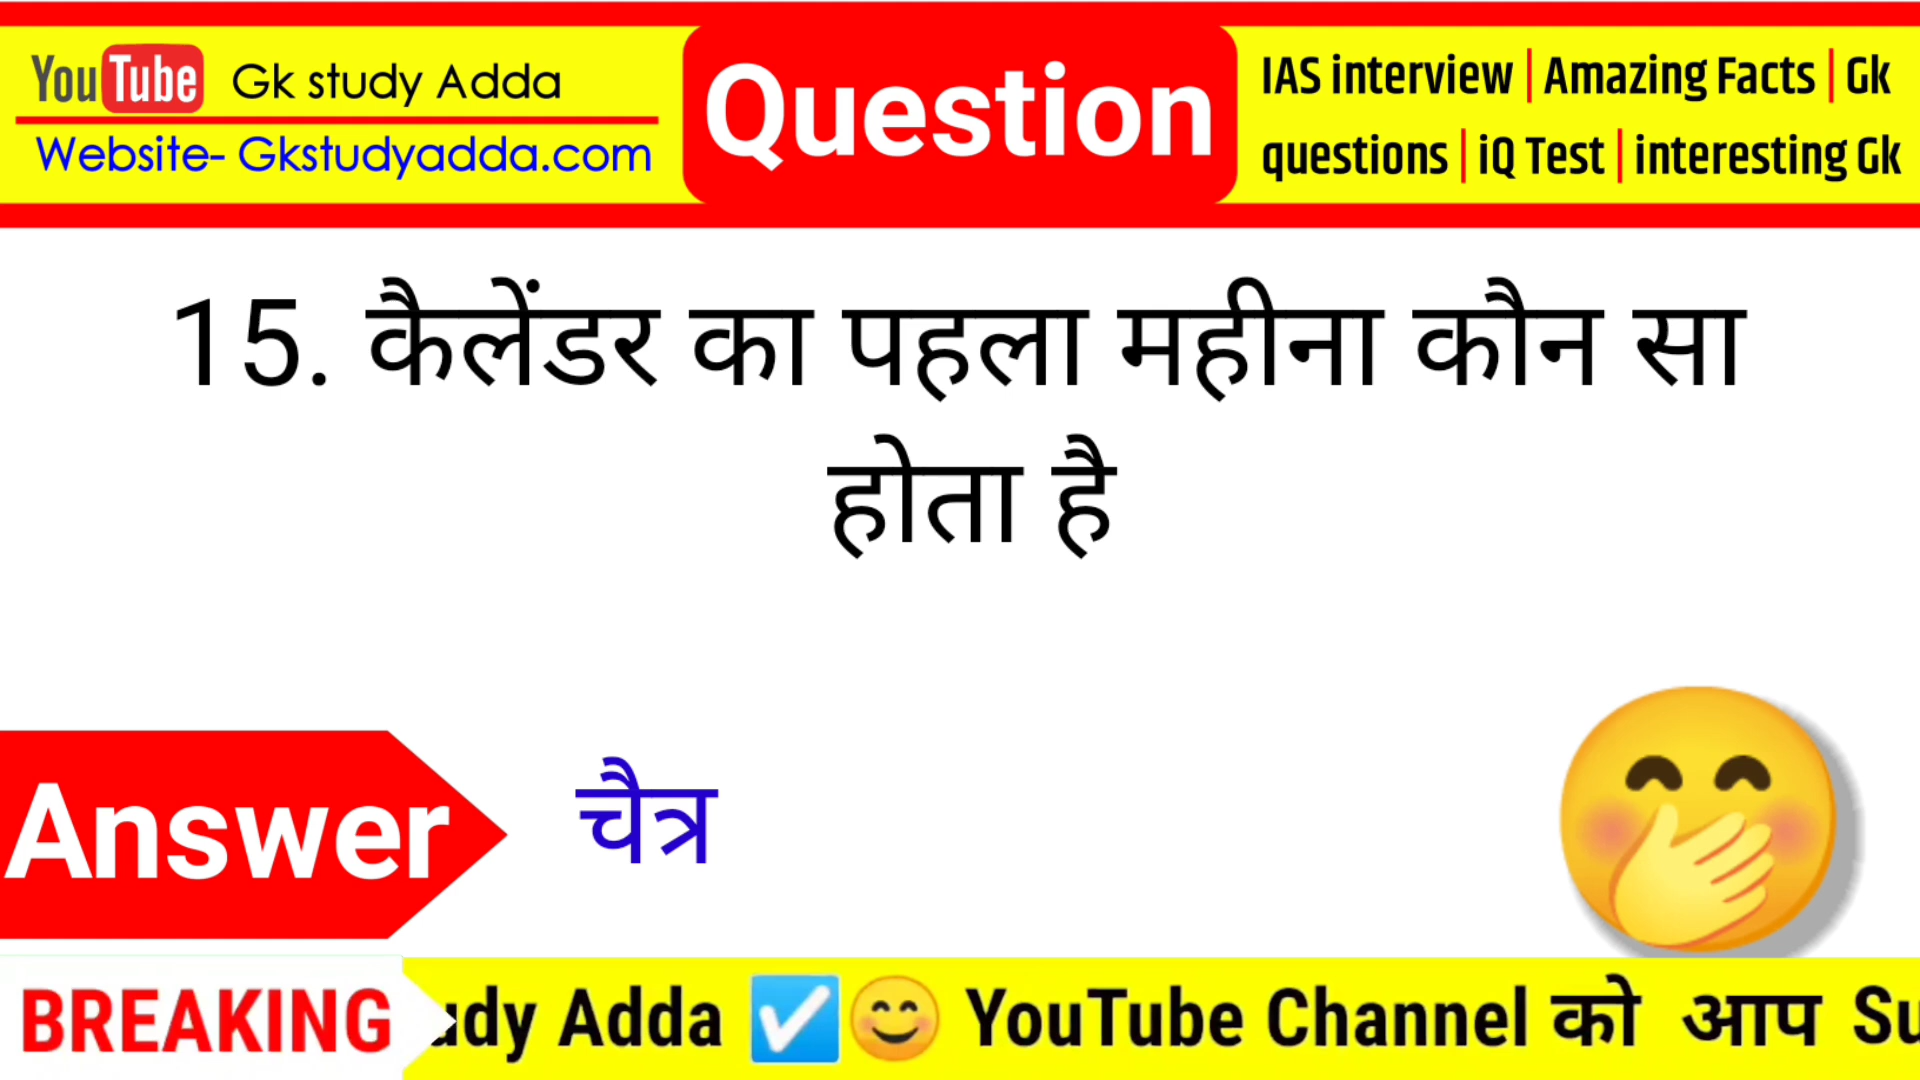 YouTube Gk study Adda
Website- Gkstudyadda.com
Question
IAS interview | Amazing Facts | Gk
questions | iQ Test | interesting Gk
15. कैलेंडर का पहला महीना कौन सा
होता है
Answer
चैत्र
BREAKING
udy Adda ✅😊 YouTube Channel को आप Su